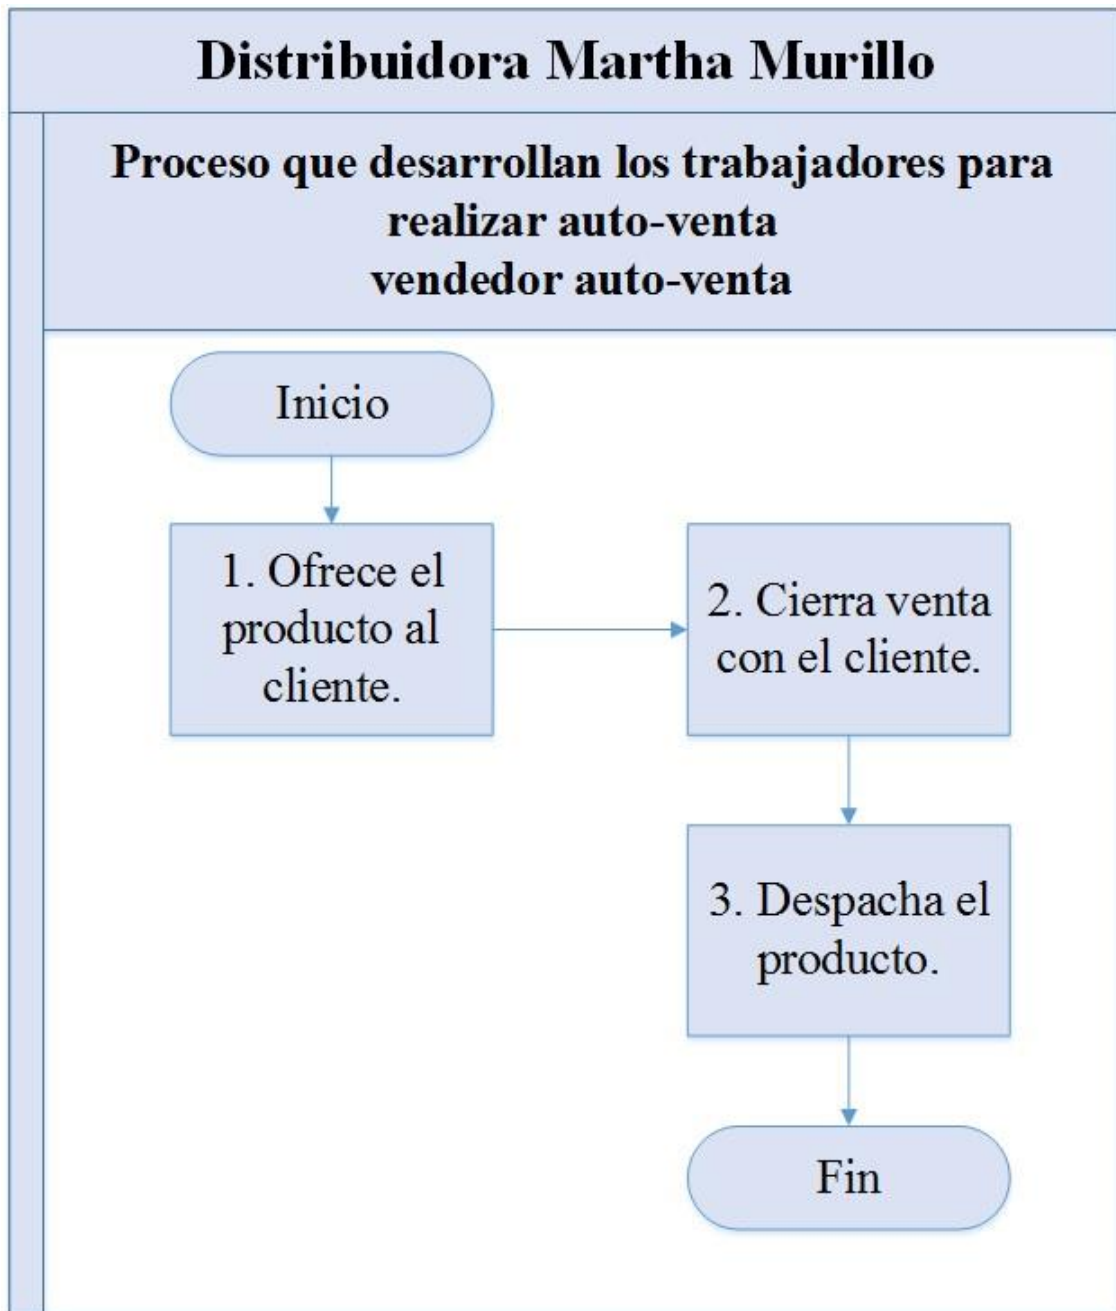 Distribuidora Martha Murillo
Proceso que desarrollan los trabajadores para
realizar auto-venta
vendedor auto-venta
Inicio
1. Ofrece el
producto al
cliente.
2. Cierra venta
con el cliente.
3. Despacha el
producto.
Fin